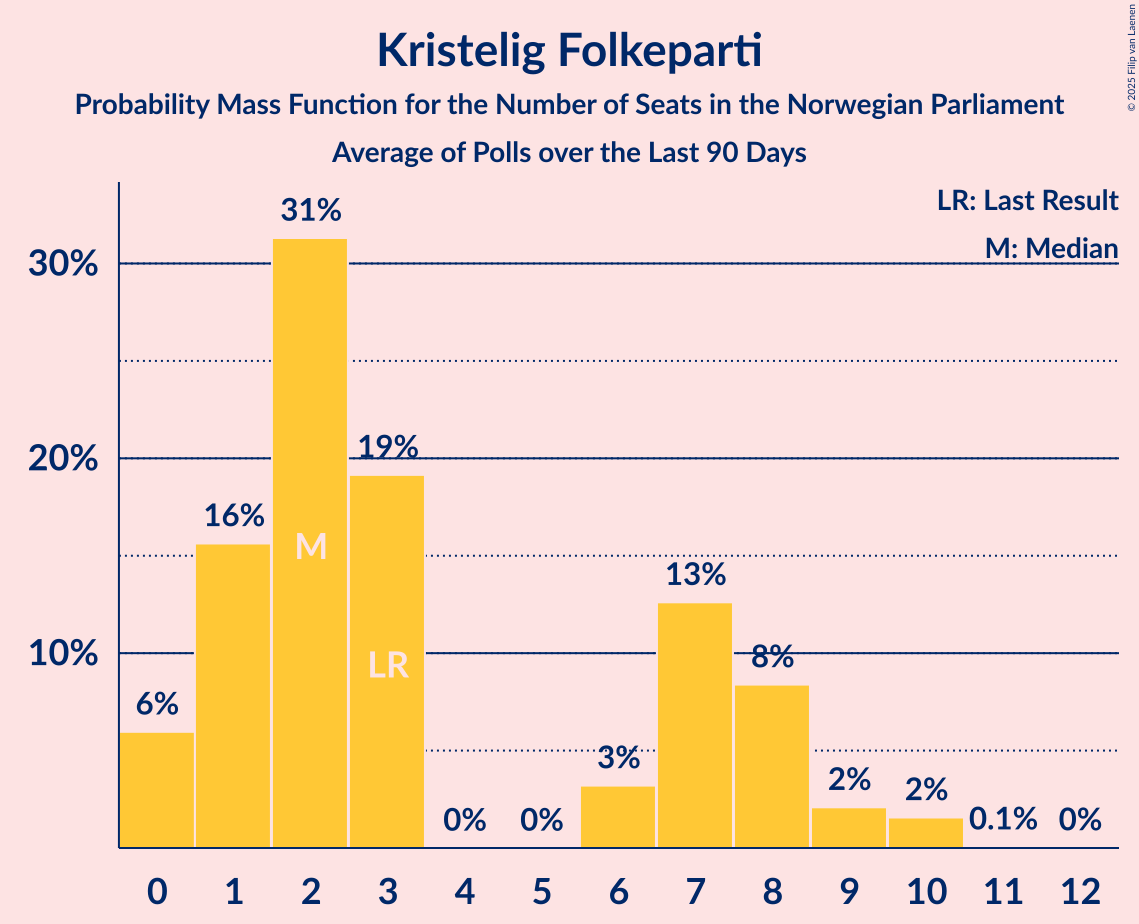 Kristelig Folkeparti
Probability Mass Function for the Number of Seats in the Norwegian Parliament
Average of Polls over the Last 90 Days
© 2025 Filip van Laenen
LR: Last Result
M: Median
30%
20%
10%
6%
16%
31%
19%
0%
0%
3%
13%
8%
2%
2%
0.1%
0%
M
LR
0 1 2 3 4 5 6 7 8 9 10 11 12